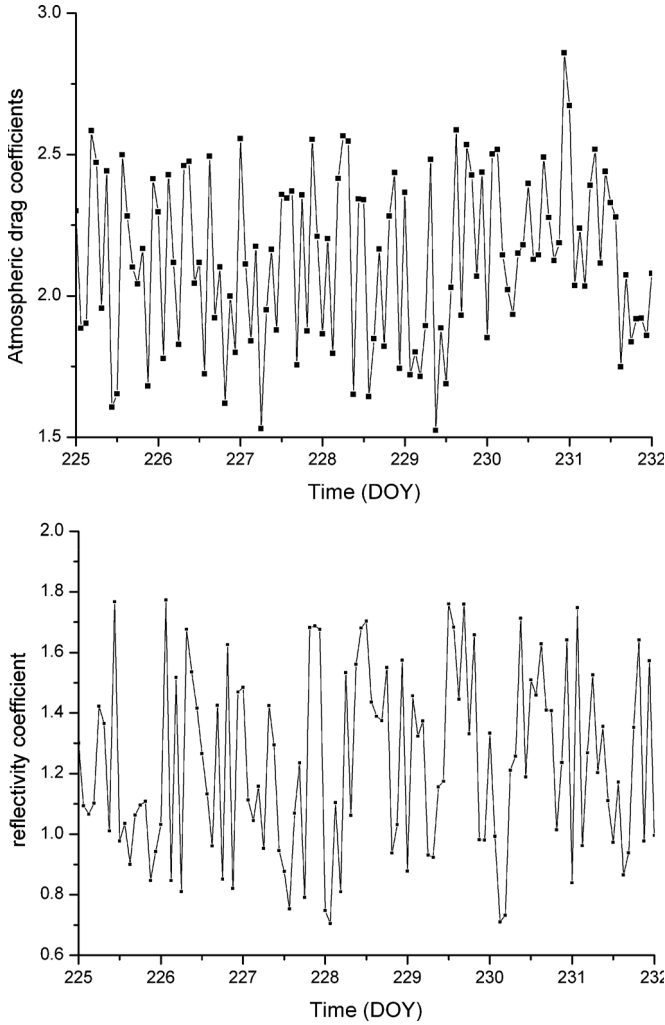 Atmospheric drag coefficients
3.0
2.5
2.0
1.5
225 226 227 228 229 230 231 232
Time (DOY)
reflectivity coefficient
2.0
1.8
1.6
1.4
1.2
1.0
0.8
0.6
225 226 227 228 229 230 231 232
Time (DOY)